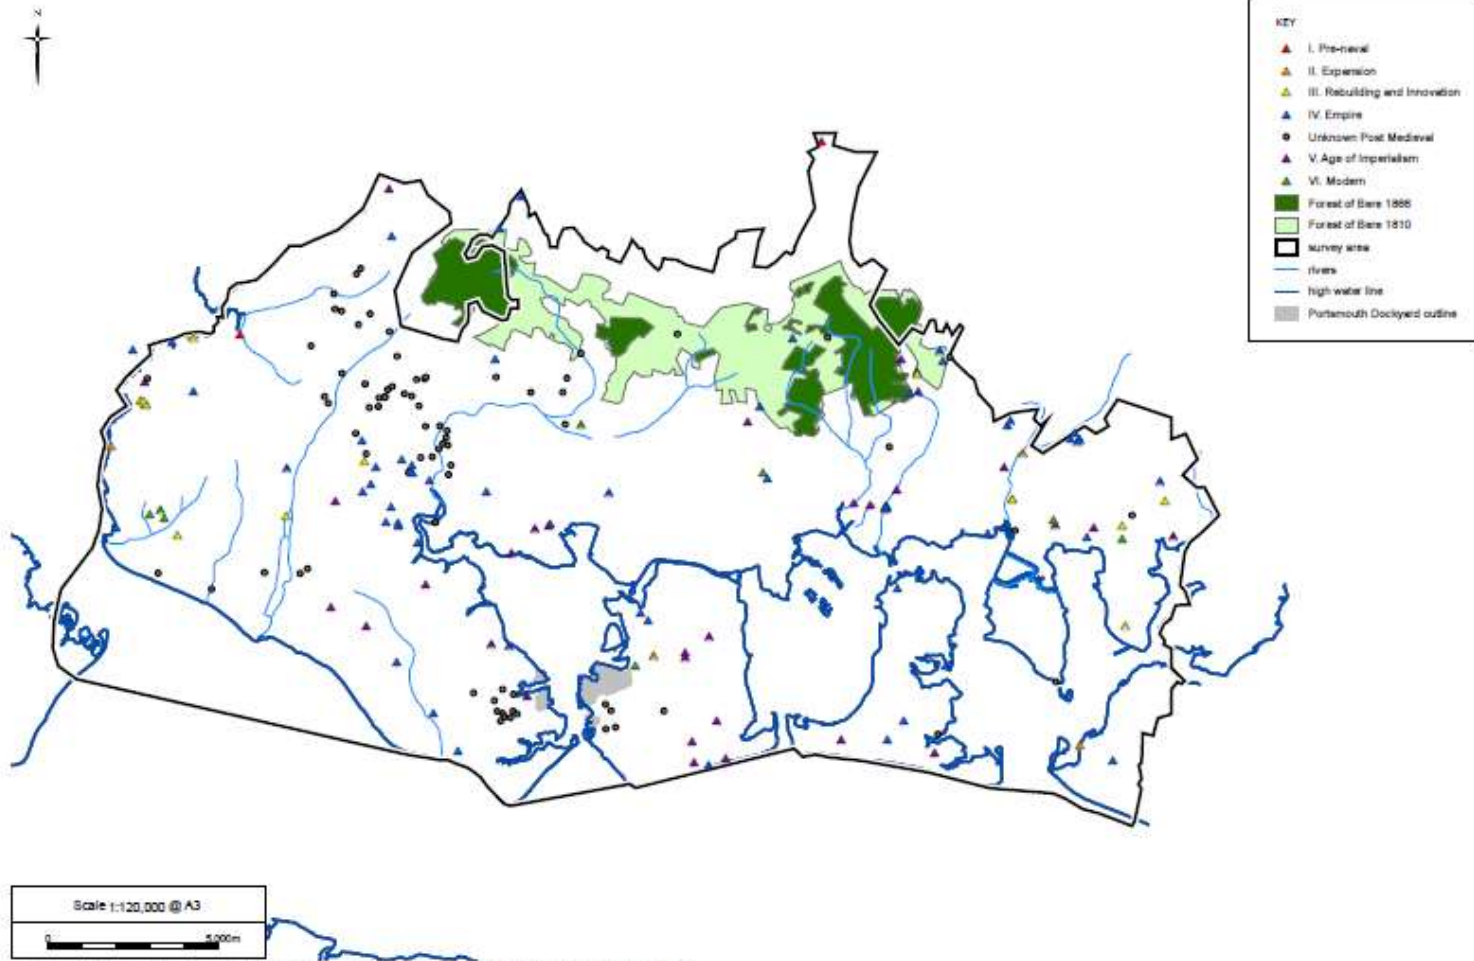 N
KEY
I. Pre-naval
II. Expansion
III. Rebuilding and Innovation
IV. Empire
Unknown Post Medieval
V. Age of Imperialism
VI. Modern
Forest of Bere 1866
Forest of Bere 1810
survey area
rivers
high water line
Portsmouth Dockyard outline
Scale 1:120,000 @ A3
0 5,000m